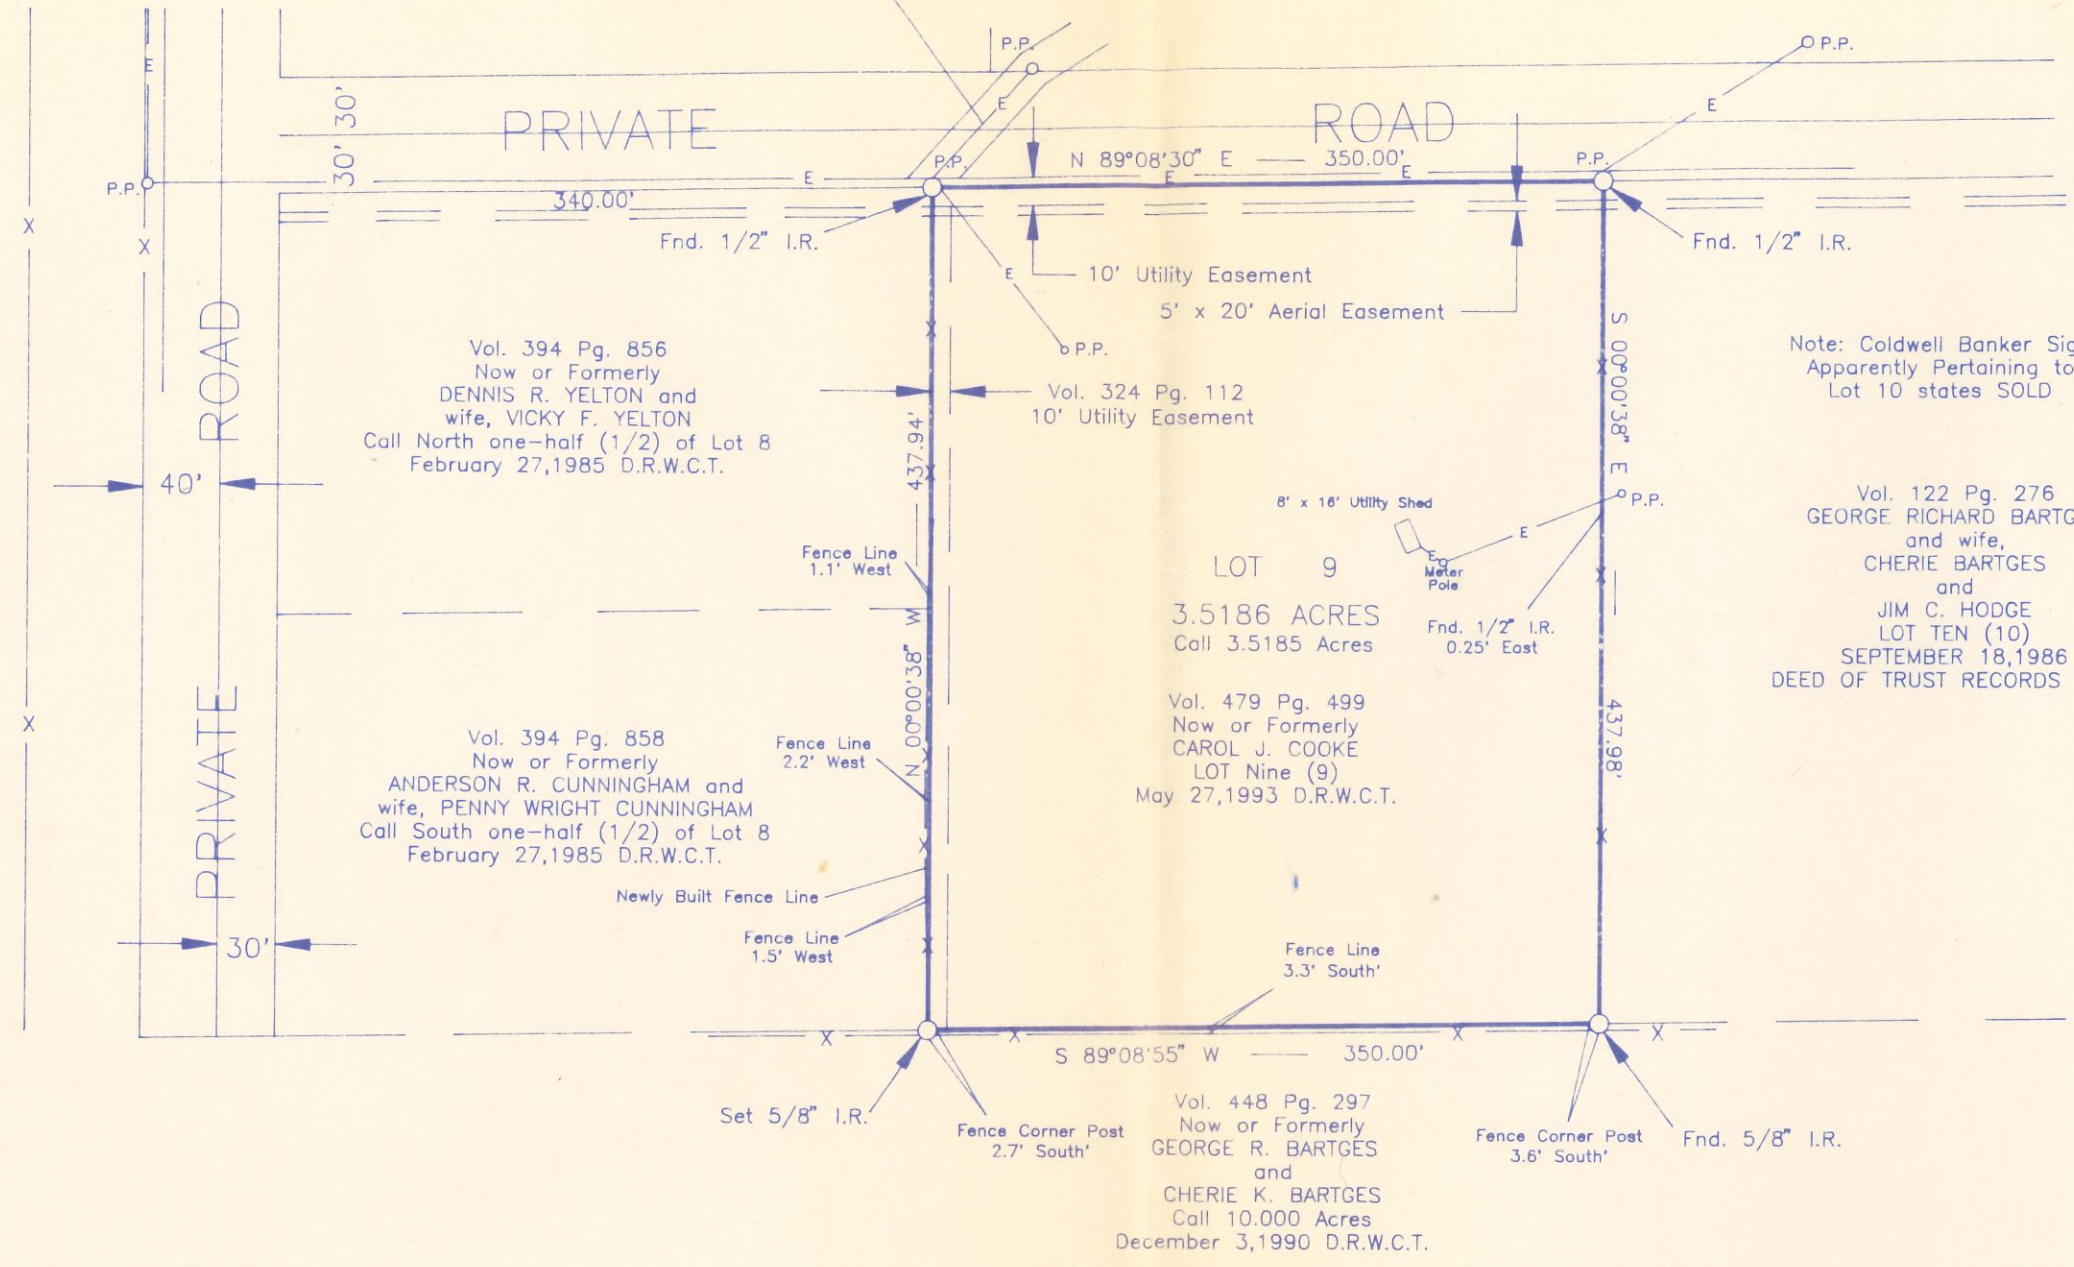 P.P.
P.P.
E
E
E
30' 30'
PRIVATE ROAD
P.P.
P.P.
N 89°08'30" E —— 350.00'
P.P.
E
E
E
340.00'
Fnd. 1/2" I.R.
Fnd. 1/2" I.R.
X
X
E
10' Utility Easement
5' x 20' Aerial Easement
P.P.
Vol. 394 Pg. 856
Now or Formerly
DENNIS R. YELTON and
wife, VICKY F. YELTON
Call North one-half (1/2) of Lot 8
February 27,1985 D.R.W.C.T.
Vol. 324 Pg. 112
10' Utility Easement
Note: Coldwell Banker Sig
Apparently Pertaining to
Lot 10 states SOLD
PRIVATE ROAD
40'
30'
N 00°00'38" W —— 437.94'
S 00°00'38" E —— 437.98'
8' x 16' Utility Shed
P.P.
E
E
Meter
Pole
Vol. 122 Pg. 276
GEORGE RICHARD BARTG
and wife,
CHERIE BARTGES
and
JIM C. HODGE
LOT TEN (10)
SEPTEMBER 18,1986
DEED OF TRUST RECORDS
Fence Line
1.1' West
LOT 9
3.5186 ACRES
Call 3.5185 Acres
Fnd. 1/2" I.R.
0.25' East
Vol. 479 Pg. 499
Now or Formerly
CAROL J. COOKE
LOT Nine (9)
May 27,1993 D.R.W.C.T.
X
Vol. 394 Pg. 858
Now or Formerly
ANDERSON R. CUNNINGHAM and
wife, PENNY WRIGHT CUNNINGHAM
Call South one-half (1/2) of Lot 8
February 27,1985 D.R.W.C.T.
Fence Line
2.2' West
Newly Built Fence Line
Fence Line
1.5' West
Fence Line
3.3' South'
X
X
X
X
S 89°08'55" W —— 350.00'
Set 5/8" I.R.
Fence Corner Post
2.7' South'
Vol. 448 Pg. 297
Now or Formerly
GEORGE R. BARTGES
and
CHERIE K. BARTGES
Call 10.000 Acres
December 3,1990 D.R.W.C.T.
Fence Corner Post
3.6' South'
Fnd. 5/8" I.R.